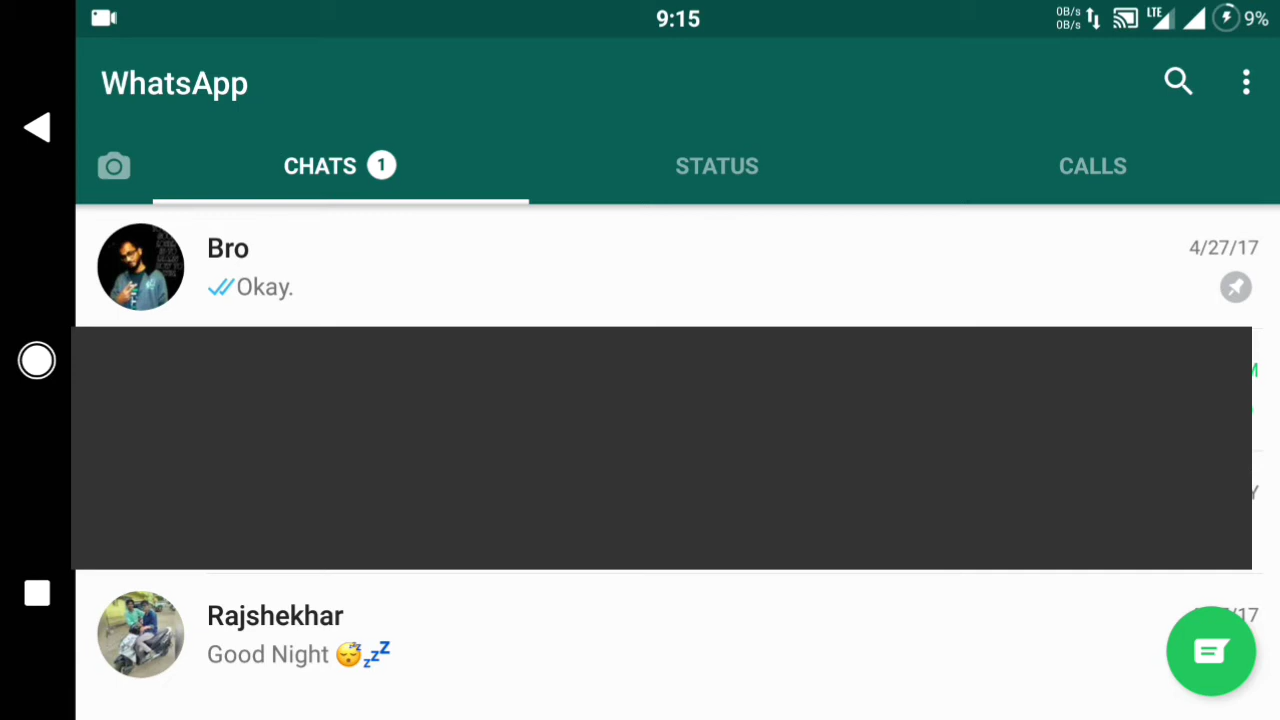 9:15
0B/s
0B/s
LTE
9%
WhatsApp
CHATS 1
STATUS
CALLS
Bro
4/27/17
Okay.
M
Y
Rajshekhar
/17
Good Night 😴💤